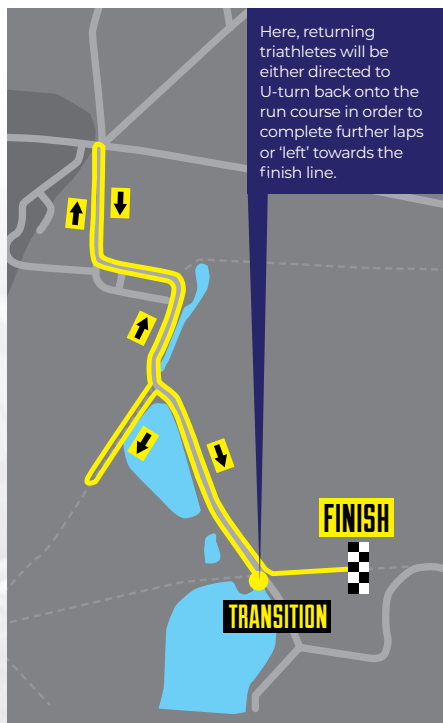 Here, returning
triathletes will be
either directed to
U-turn back onto the
run course in order to
complete further laps
or ‘left’ towards the
finish line.
FINISH
TRANSITION